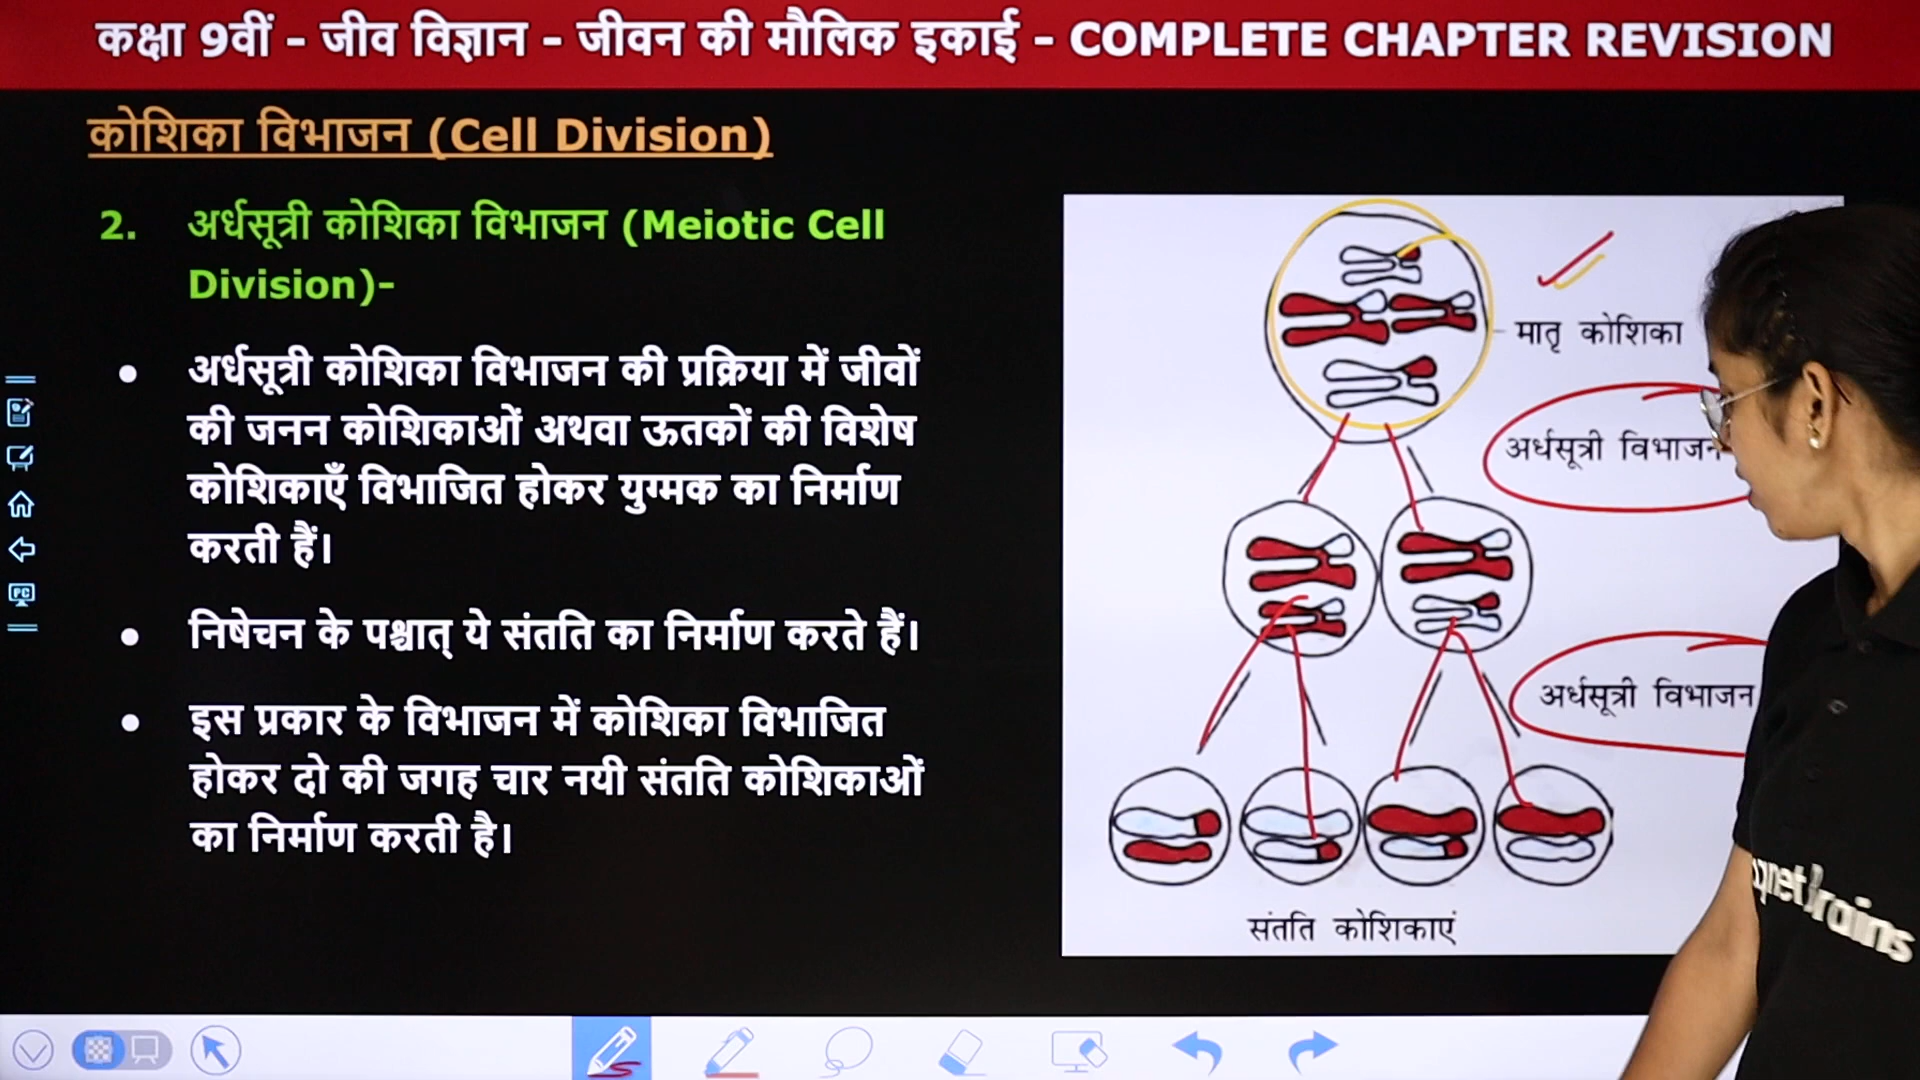 कक्षा 9वीं - जीव विज्ञान - जीवन की मौलिक इकाई - COMPLETE CHAPTER REVISION
कोशिका विभाजन (Cell Division)
2. अर्धसूत्री कोशिका विभाजन (Meiotic Cell
Division)-
• अर्धसूत्री कोशिका विभाजन की प्रक्रिया में जीवों
की जनन कोशिकाओं अथवा ऊतकों की विशेष
कोशिकाएँ विभाजित होकर युग्मक का निर्माण
करती हैं।
• निषेचन के पश्चात् ये संतति का निर्माण करते हैं।
• इस प्रकार के विभाजन में कोशिका विभाजित
होकर दो की जगह चार नयी संतति कोशिकाओं
का निर्माण करती है।
मातृ कोशिका
अर्धसूत्री विभाजन
अर्धसूत्री विभाजन
संतति कोशिकाएं
PC